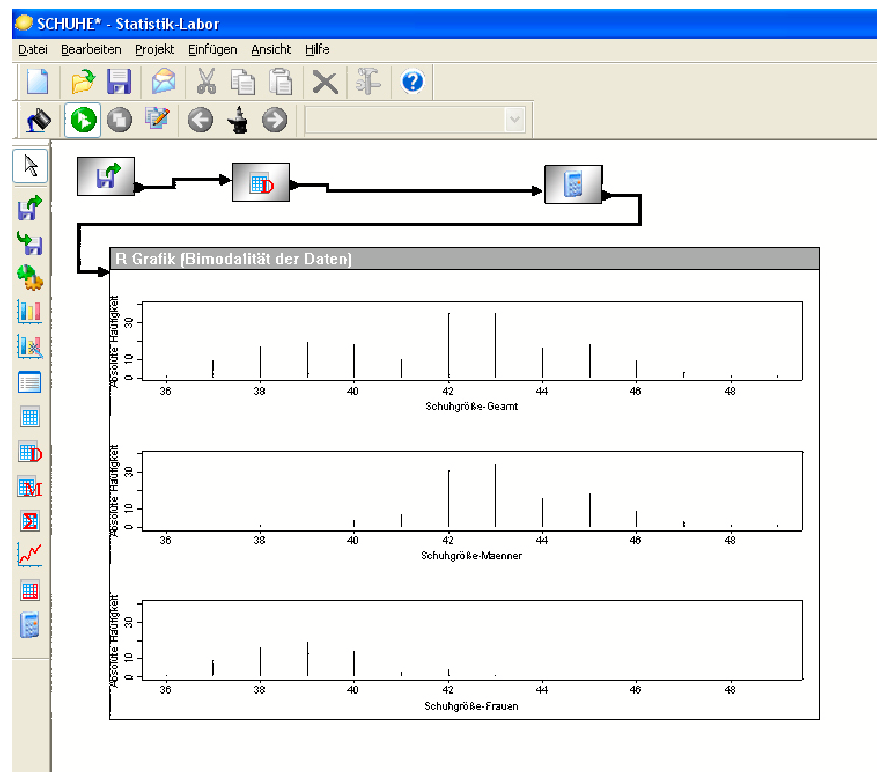 SCHUHE* - Statistik-Labor
Datei Bearbeiten Projekt Einfügen Ansicht Hilfe
D
R Grafik (Bimodalität der Daten)
Absolute Häufigkeit
0 10 30
36 38 40 42 44 46 48
Schuhgröße-Geamt
Absolute Häufigkeit
0 10 30
36 38 40 42 44 46 48
Schuhgröße-Maenner
Absolute Häufigkeit
0 10 30
36 38 40 42 44 46 48
Schuhgröße-Frauen
D
M
Σ